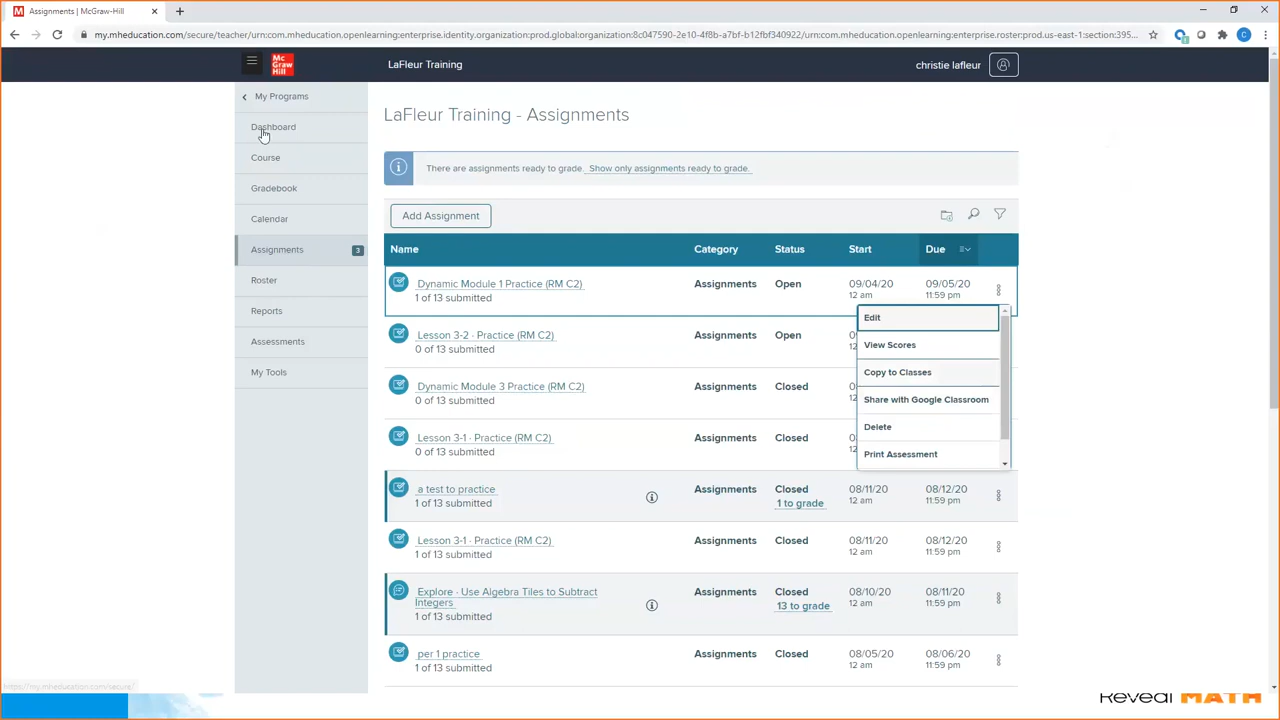 Assignments | McGraw-Hill
my.mheducation.com/secure/teacher/urn:com.mheducation.openlearning:enterprise.identity.organization:prod.global:organization:8c047590-2e10-4f8b-a7bf-b12fbf340922/urn:com.mheducation.openlearning:enterprise.roster:prod.us-east-1:section:395...
C
Mc
Graw
Hill
LaFleur Training
christie lafleur
My Programs
Dashboard
Course
Gradebook
Calendar
Assignments 3
Roster
Reports
Assessments
My Tools
LaFleur Training - Assignments
There are assignments ready to grade. Show only assignments ready to grade.
Add Assignment
Name Category Status Start Due
Dynamic Module 1 Practice (RM C2) Assignments Open 09/04/20 09/05/20
1 of 13 submitted 12 am 11:59 pm
Edit
View Scores
Copy to Classes
Share with Google Classroom
Delete
Print Assessment
Lesson 3-2 - Practice (RM C2) Assignments Open
0 of 13 submitted
Dynamic Module 3 Practice (RM C2) Assignments Closed
0 of 13 submitted
Lesson 3-1 - Practice (RM C2) Assignments Closed
0 of 13 submitted
a test to practice Assignments Closed 08/11/20 08/12/20
1 of 13 submitted 1 to grade 12 am 11:59 pm
Lesson 3-1 - Practice (RM C2) Assignments Closed 08/11/20 08/12/20
1 of 13 submitted 12 am 11:59 pm
Explore - Use Algebra Tiles to Subtract Assignments Closed 08/10/20 08/11/20
Integers 13 to grade 12 am 11:59 pm
1 of 13 submitted
per 1 practice Assignments Closed 08/05/20 08/06/20
1 of 13 submitted 12 am 11:59 pm
https://my.mheducation.com/secure/
Reveal MATH